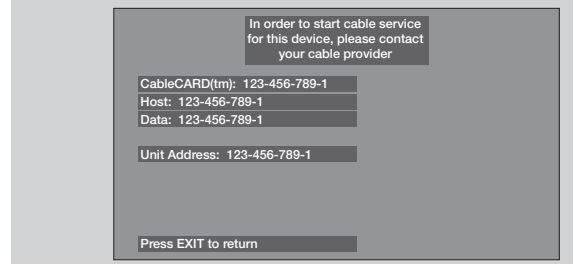 In order to start cable service
for this device, please contact
your cable provider
CableCARD(tm): 123-456-789-1
Host: 123-456-789-1
Data: 123-456-789-1
Unit Address: 123-456-789-1
Press EXIT to return